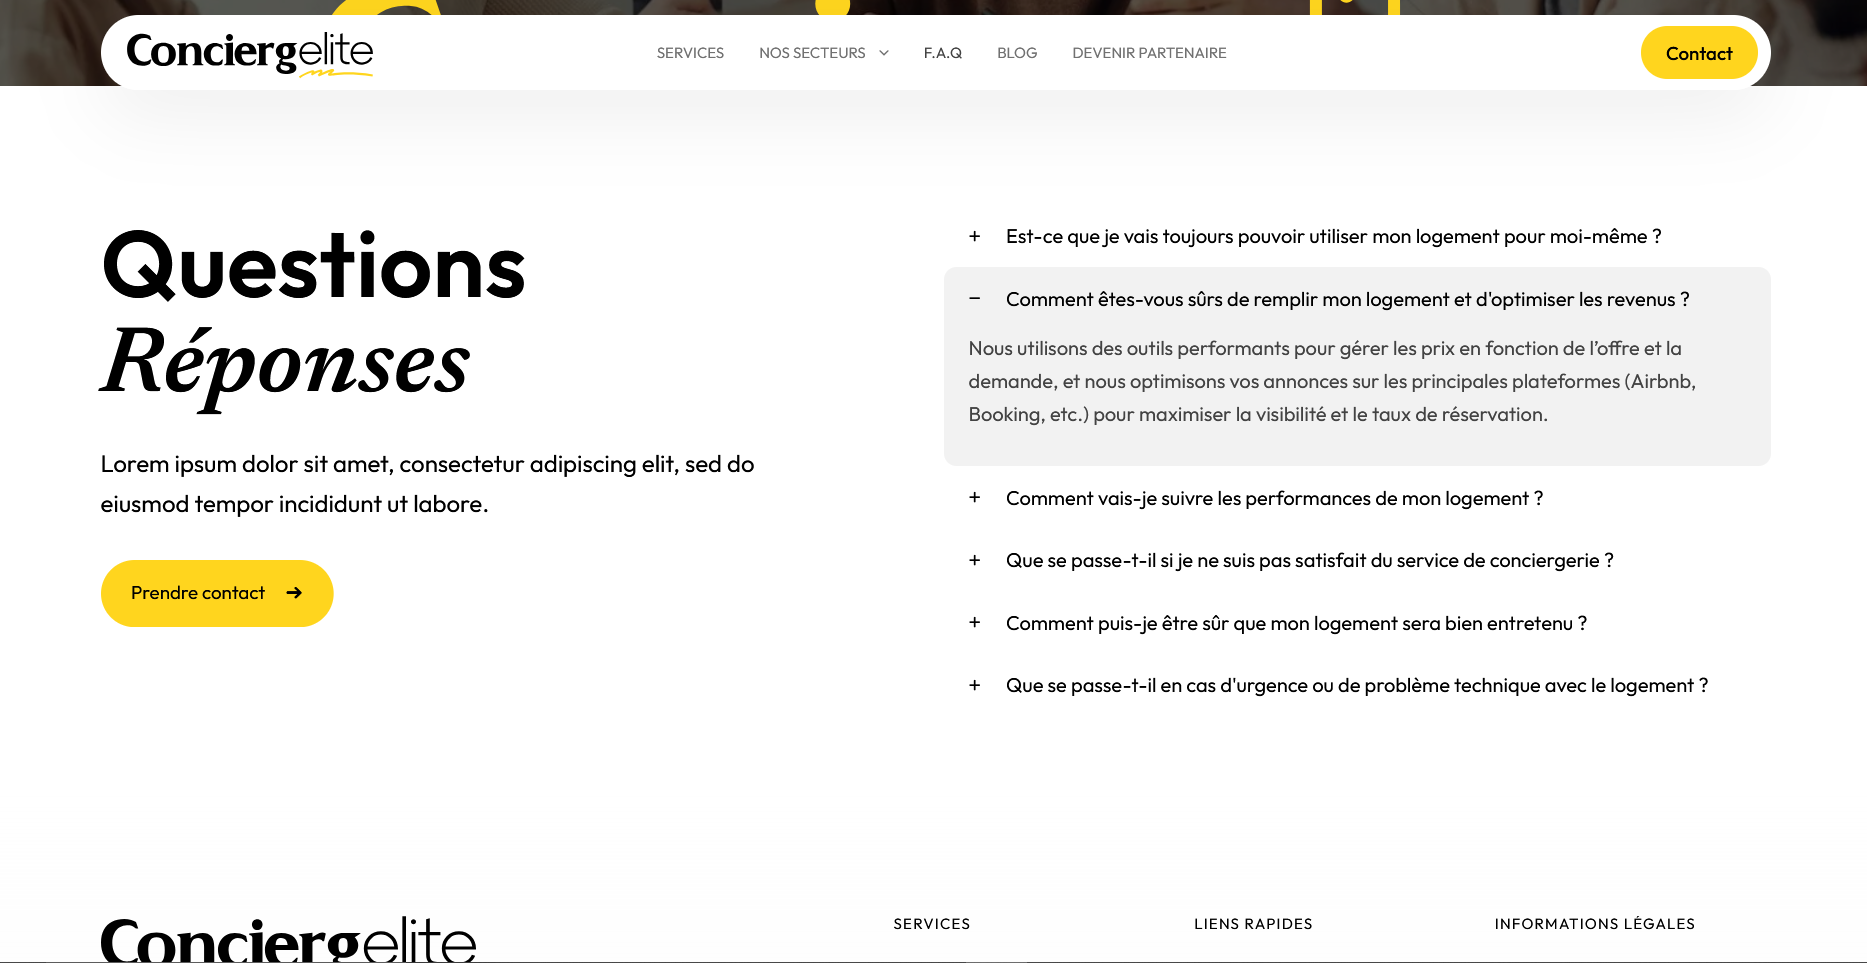 Conciergelite
SERVICES
NOS SECTEURS
F.A.Q
BLOG
DEVENIR PARTENAIRE
Contact
Questions
Réponses
Lorem ipsum dolor sit amet, consectetur adipiscing elit, sed do
eiusmod tempor incididunt ut labore.
Prendre contact
Est-ce que je vais toujours pouvoir utiliser mon logement pour moi-même ?
Comment êtes-vous sûrs de remplir mon logement et d'optimiser les revenus ?
Nous utilisons des outils performants pour gérer les prix en fonction de l’offre et la
demande, et nous optimisons vos annonces sur les principales plateformes (Airbnb,
Booking, etc.) pour maximiser la visibilité et le taux de réservation.
Comment vais-je suivre les performances de mon logement ?
Que se passe-t-il si je ne suis pas satisfait du service de conciergerie ?
Comment puis-je être sûr que mon logement sera bien entretenu ?
Que se passe-t-il en cas d'urgence ou de problème technique avec le logement ?
Conciergelite
SERVICES
LIENS RAPIDES
INFORMATIONS LÉGALES